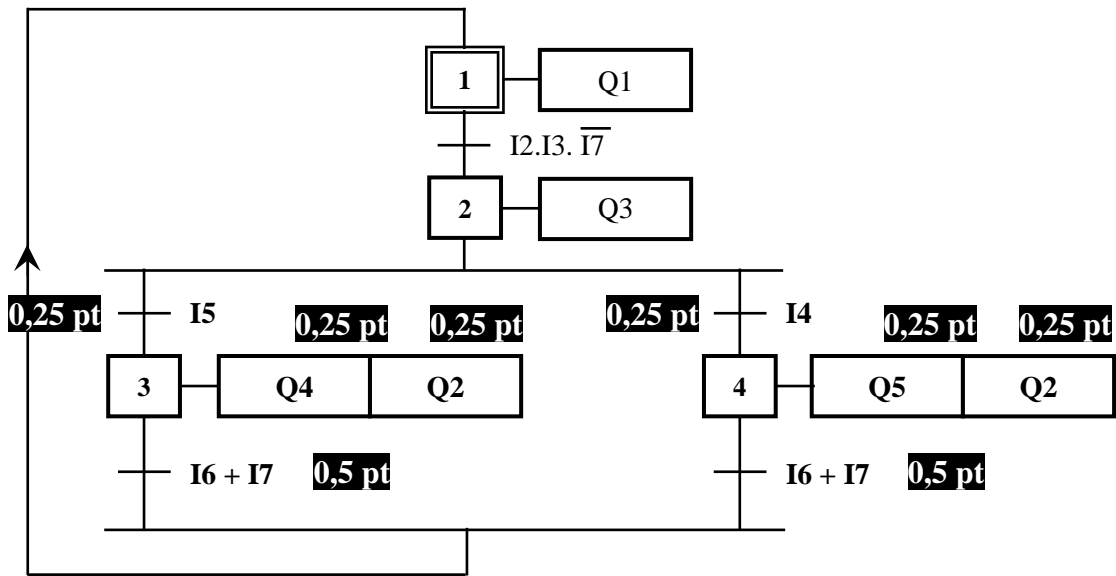 1 Q1
I2.I3. I̅7̅
2 Q3
0,25 pt I5 0,25 pt 0,25 pt 0,25 pt I4 0,25 pt 0,25 pt
3 Q4 Q2 4 Q5 Q2
I6 + I7 0,5 pt I6 + I7 0,5 pt